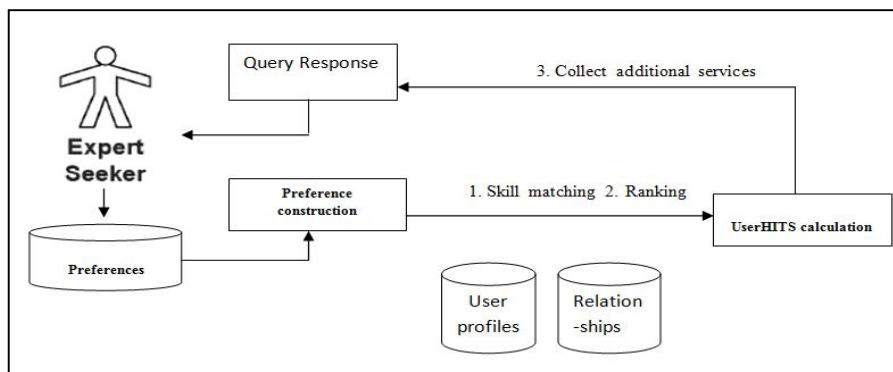 Query Response
3. Collect additional services
Expert
Seeker
Preference
construction
1. Skill matching 2. Ranking
UserHITS calculation
Preferences
User
profiles
Relation
-ships